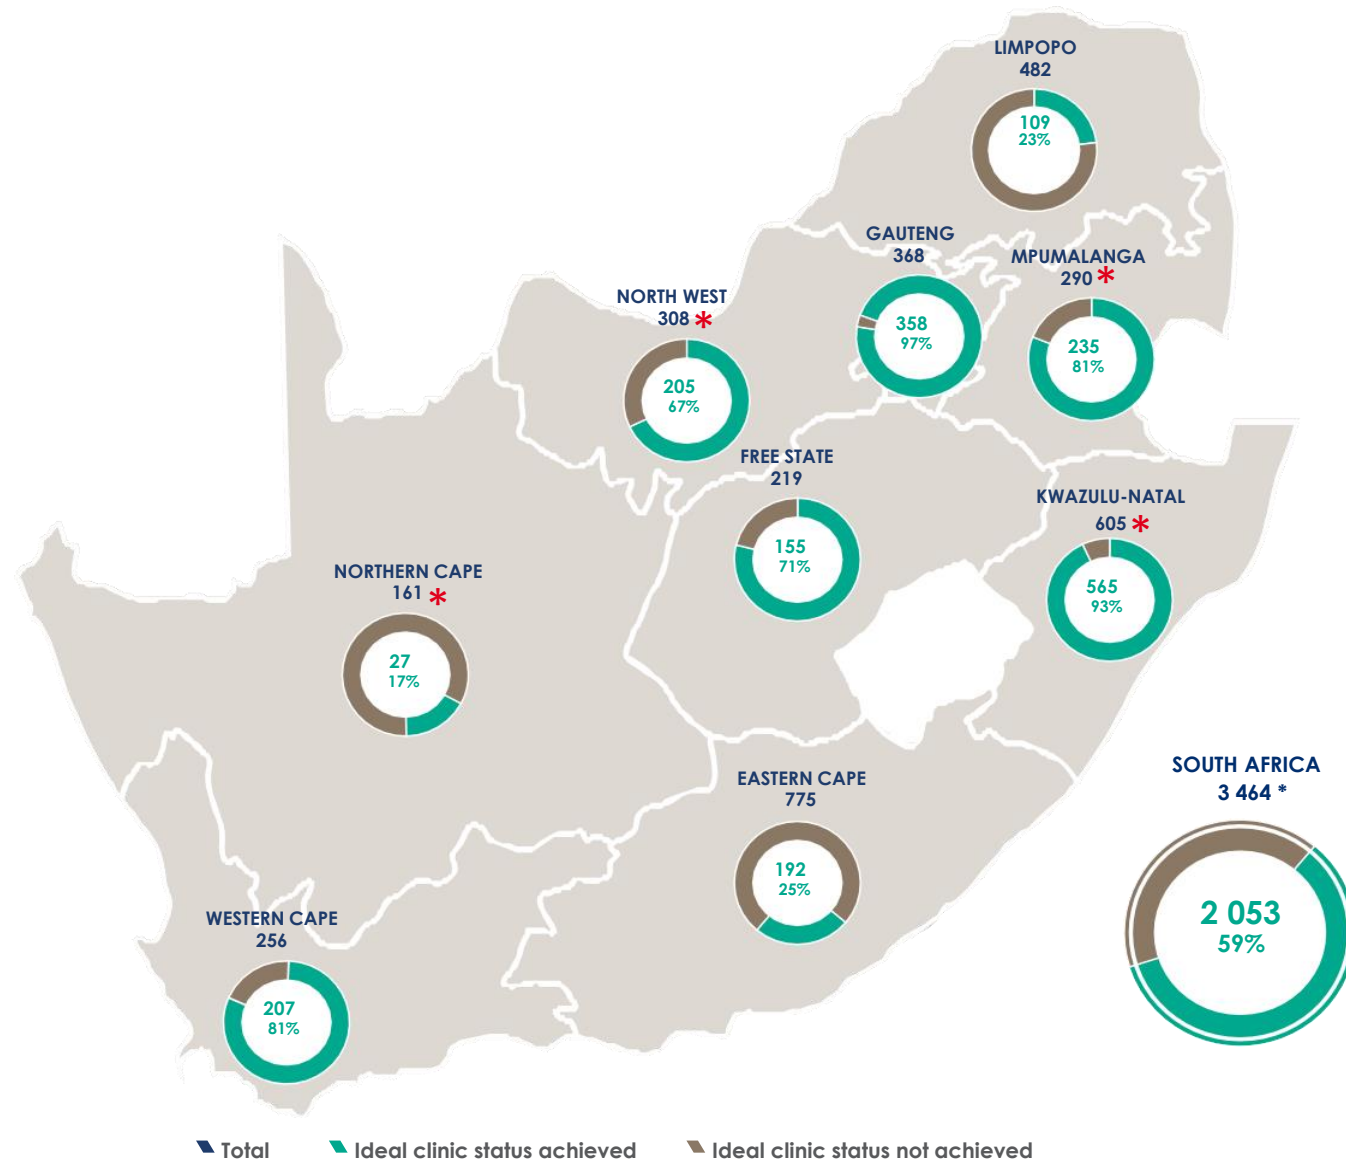 LIMPOPO
482
109
23%
GAUTENG
368
358
97%
MPUMALANGA
290 *
235
81%
NORTH WEST
308 *
205
67%
FREE STATE
219
155
71%
KWAZULU-NATAL
605 *
565
93%
NORTHERN CAPE
161 *
27
17%
EASTERN CAPE
775
192
25%
SOUTH AFRICA
3 464 *
2 053
59%
WESTERN CAPE
256
207
81%
Total Ideal clinic status achieved Ideal clinic status not achieved